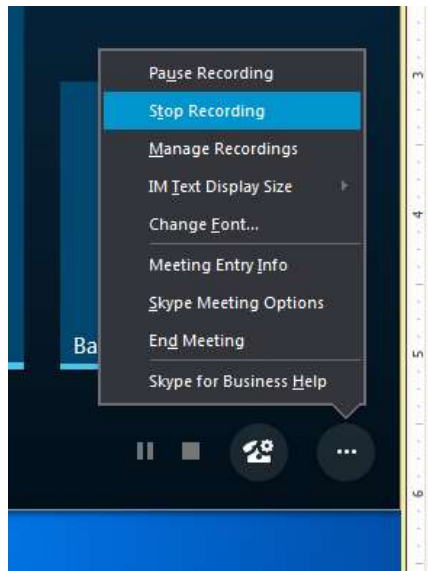 Pause Recording
Stop Recording
Manage Recordings
IM Text Display Size
Change Font...
Meeting Entry Info
Skype Meeting Options
End Meeting
Ba
Skype for Business Help
3
4
5
6